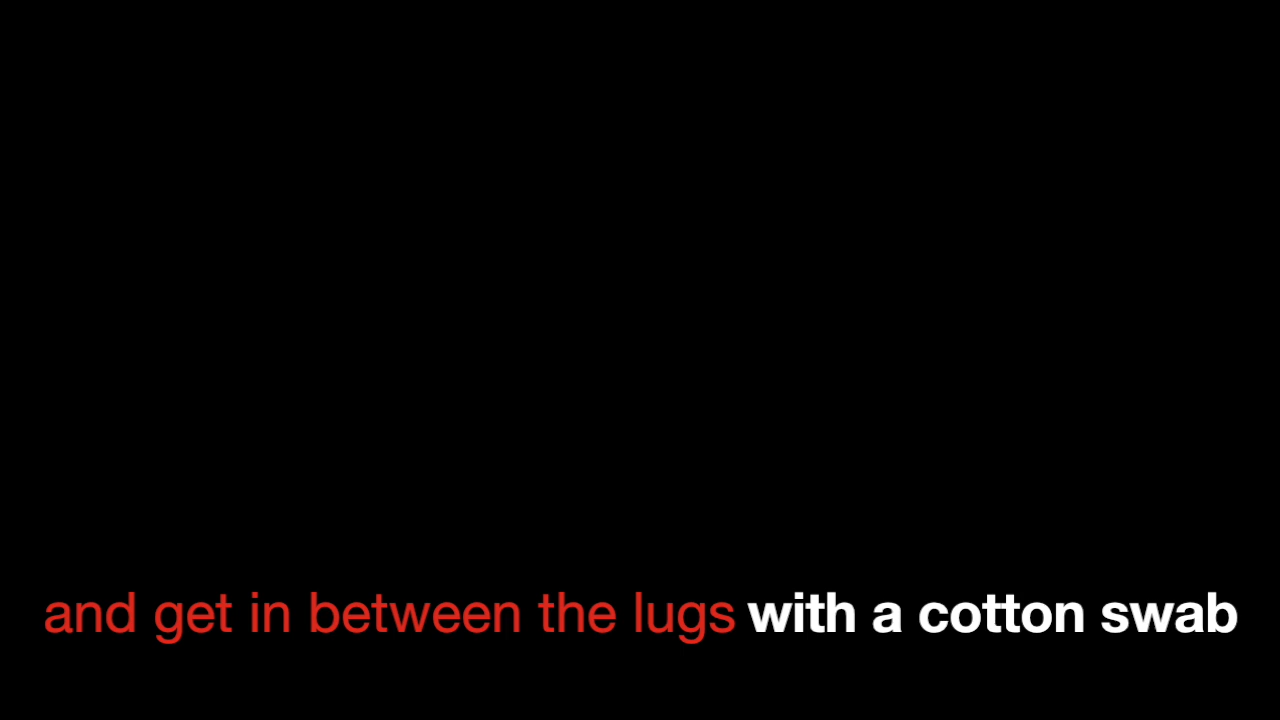 and get in between the lugs with a cotton swab